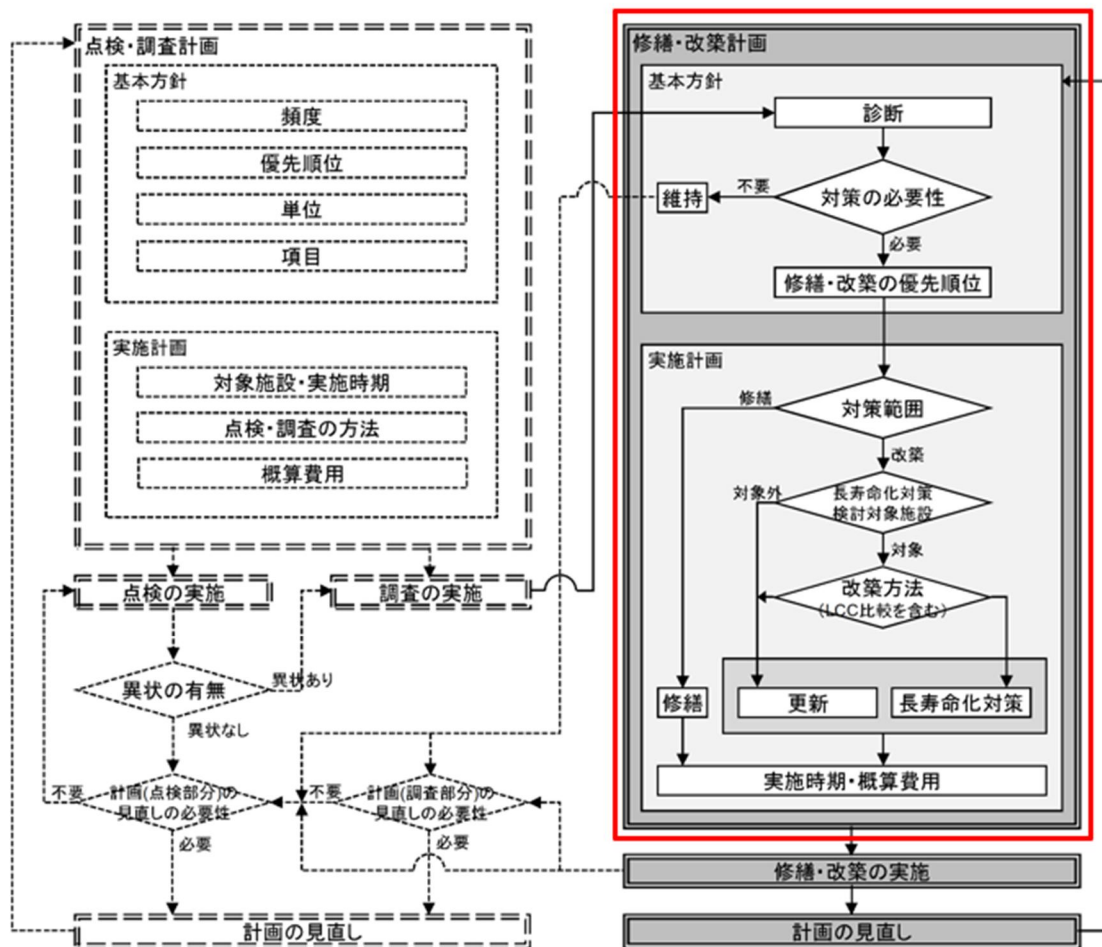 点検・調査計画
基本方針
頻度
優先順位
単位
項目
実施計画
対象施設・実施時期
点検・調査の方法
概算費用
点検の実施
調査の実施
異状の有無
異状あり
異状なし
不要
計画(点検部分)の
見直しの必要性
必要
不要
計画(調査部分)の
見直しの必要性
必要
計画の見直し
修繕・改築計画
基本方針
診断
維持
不要
対策の必要性
必要
修繕・改築の優先順位
実施計画
修繕
対策範囲
改築
対象外
長寿命化対策
検討対象施設
対象
改築方法
(LCC比較を含む)
修繕
更新
長寿命化対策
実施時期・概算費用
修繕・改築の実施
計画の見直し